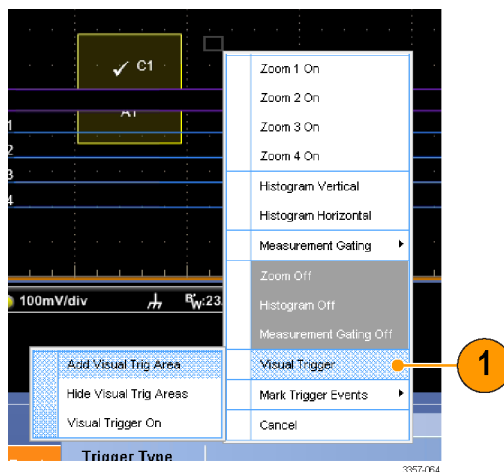 ✓ C1
A1
1
2
3
4
100mV/div
Zoom 1 On
Zoom 2 On
Zoom 3 On
Zoom 4 On
Histogram Vertical
Histogram Horizontal
Measurement Gating
Zoom Off
Histogram Off
Measurement Gating Off
Visual Trigger
Mark Trigger Events
Cancel
Add Visual Trig Area
Hide Visual Trig Areas
Visual Trigger On
1
Trigger Type
3357-064